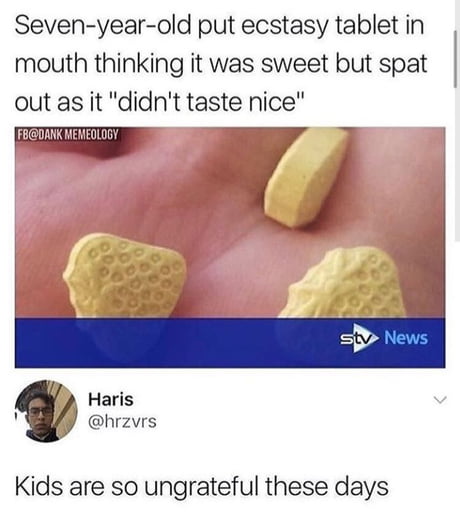 Seven-year-old put ecstasy tablet in
mouth thinking it was sweet but spat
out as it "didn't taste nice"
FB@DANK MEMEOLOGY
stv News
Haris
@hrzvrs
Kids are so ungrateful these days